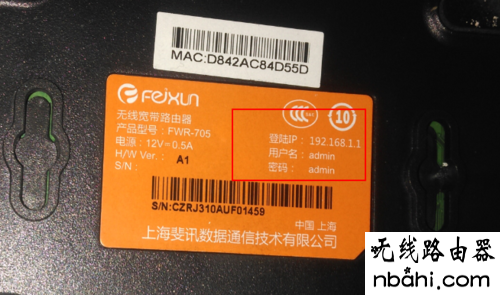 MAC:D842AC84D55D
Feixun
无线宽带路由器
产品型号: FWR-705
电源: 12V⎓0.5A
H/W Ver.: A1
S/N:
CCC
10
登陆IP: 192.168.1.1
用户名: admin
密码: admin
S/N:CZRJ310AUF01459
中国 上海
上海斐讯数据通信技术有限公司
无线路由器
nbahi.com